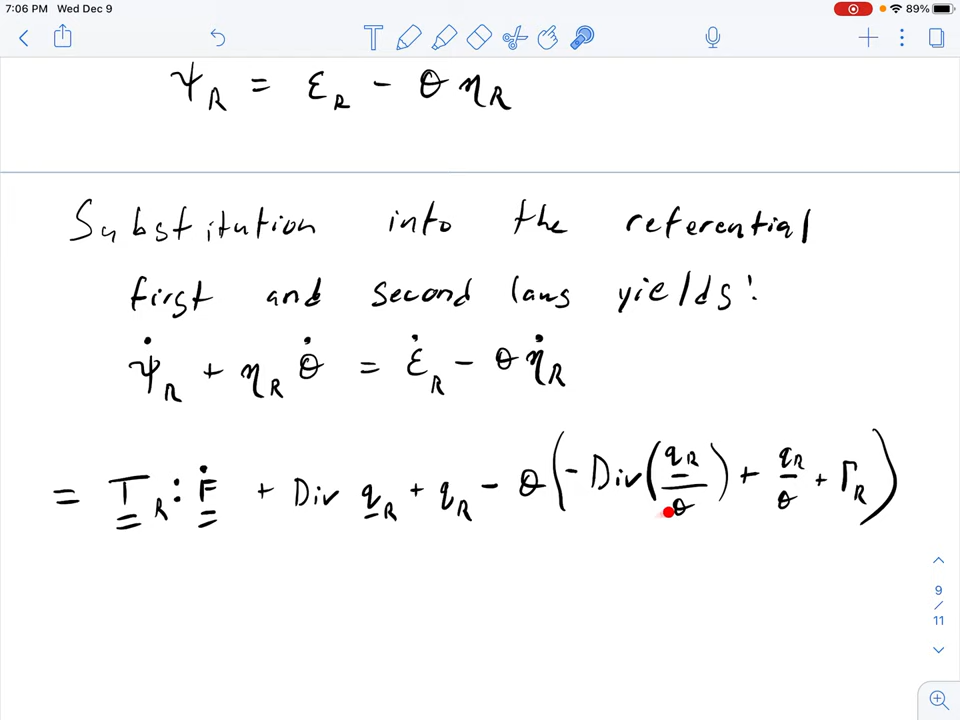 7:06 PM Wed Dec 9 89%
ψ_R = ε_R - θ η_R
Substitution into the referential
first and second laws yields:
ψ̇_R + η_R θ̇ = ε̇_R - θ η̇_R
= T_R : Ḟ + Div q_R + q_R - θ(- Div(q_R/θ) + q_R/θ + Γ_R)
9
/
11